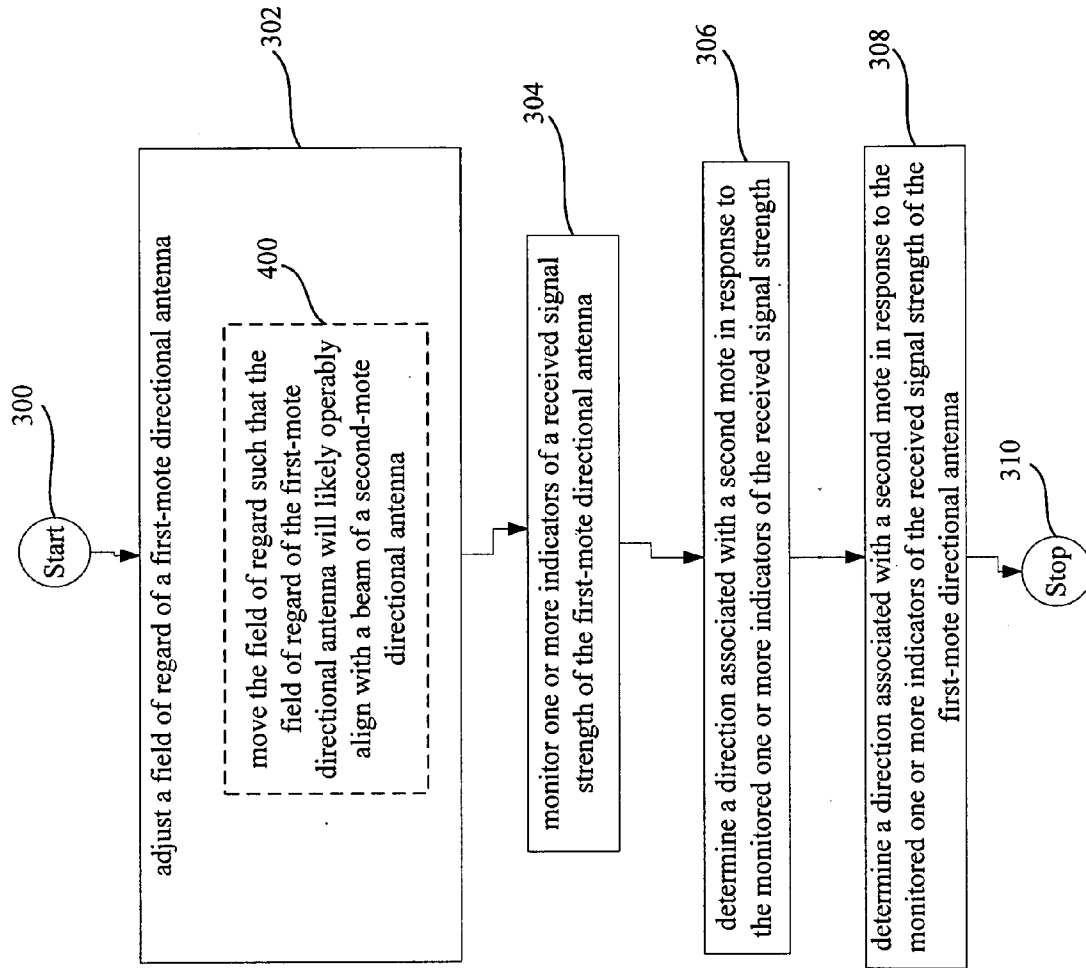 300
Start
302
adjust a field of regard of a first-mote directional antenna
400
move the field of regard such that the
field of regard of the first-mote
directional antenna will likely operably
align with a beam of a second-mote
directional antenna
304
monitor one or more indicators of a received signal
strength of the first-mote directional antenna
306
determine a direction associated with a second mote in response to
the monitored one or more indicators of the received signal strength
308
determine a direction associated with a second mote in response to the
monitored one or more indicators of the received signal strength of the
first-mote directional antenna
310
Stop